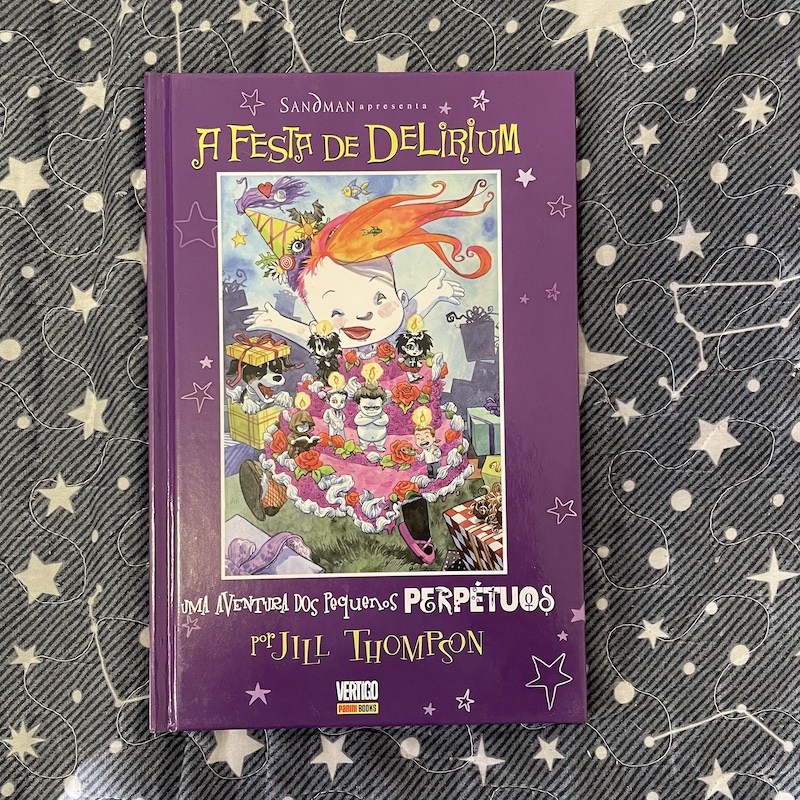 SANDMAN apresenta
A FESTA DE DELIRIUM
UMA AVENTURA DOS Pequenos PERPÉTUOS
por JILL THOMPSON
VERTIGO
PANINI BOOKS